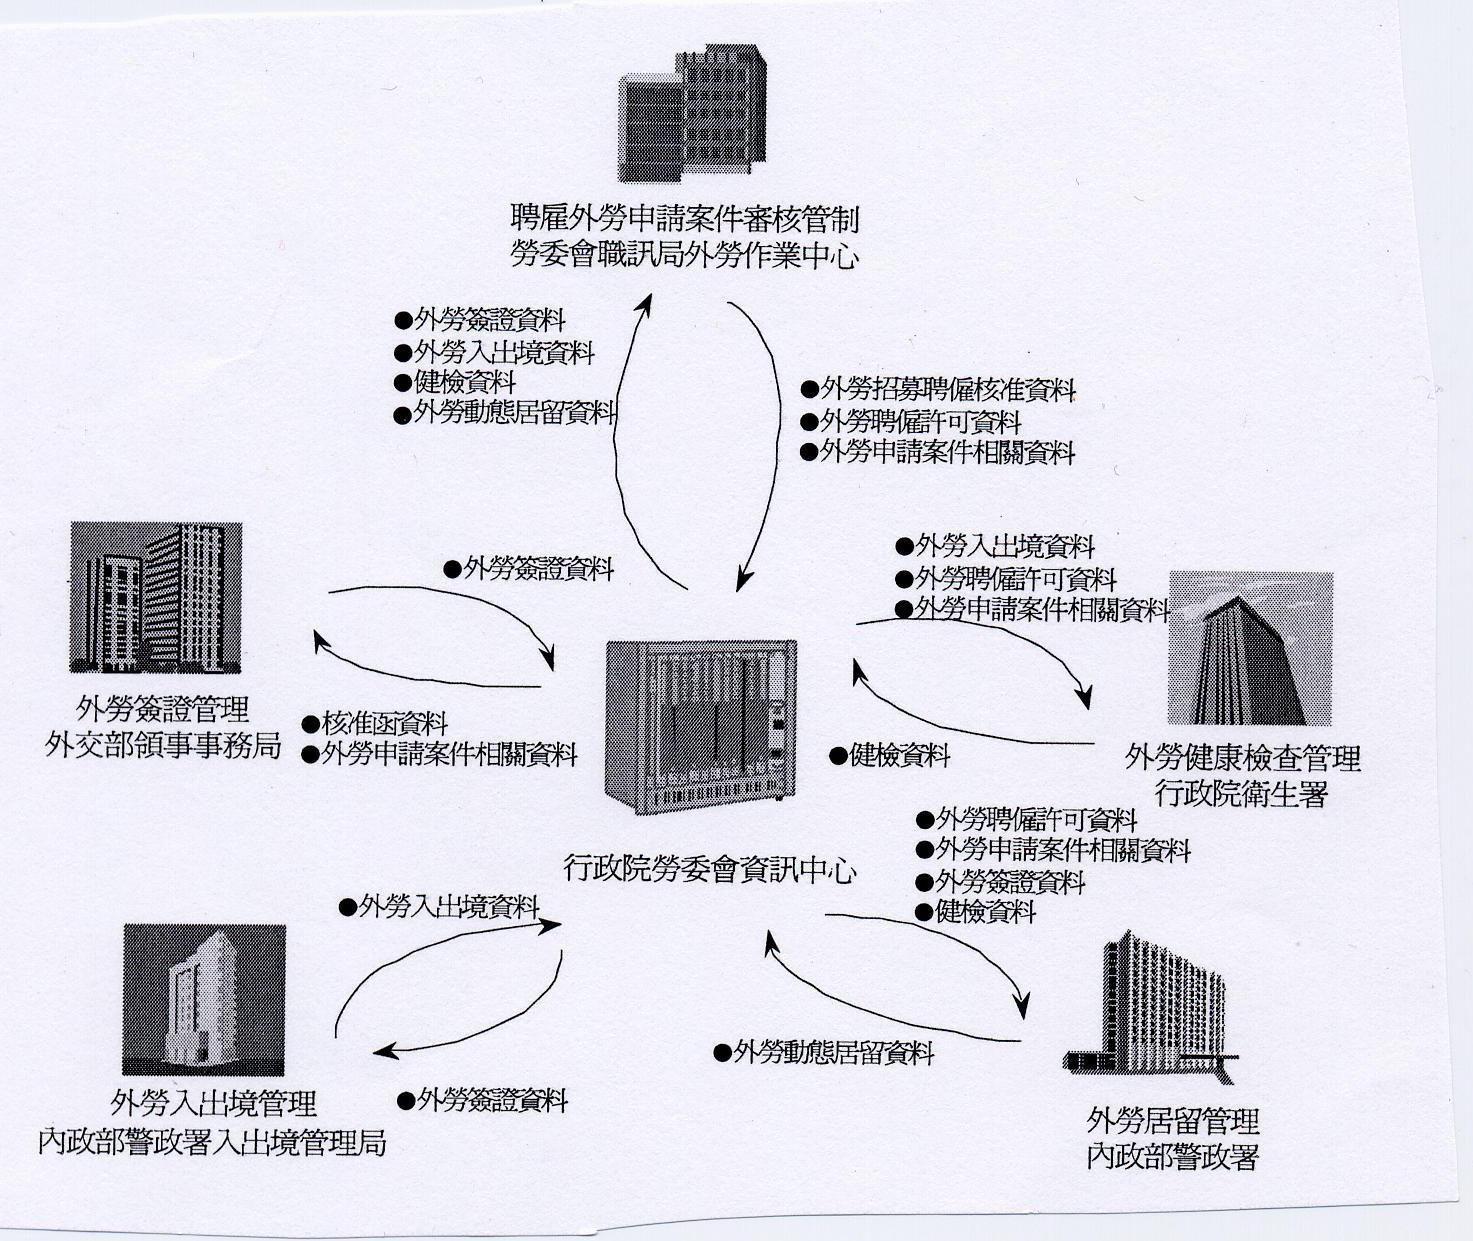 聘雇外勞申請案件審核管制
勞委會職訊局外勞作業中心
●外勞簽證資料
●外勞入出境資料
●健檢資料
●外勞動態居留資料
●外勞招募聘僱核准資料
●外勞聘僱許可資料
●外勞申請案件相關資料
●外勞簽證資料
●外勞入出境資料
●外勞聘僱許可資料
●外勞申請案件相關資料
外勞簽證管理
外交部領事事務局
●核准函資料
●外勞申請案件相關資料
●健檢資料
外勞健康檢查管理
行政院衛生署
行政院勞委會資訊中心
●外勞聘僱許可資料
●外勞申請案件相關資料
●外勞簽證資料
●健檢資料
●外勞入出境資料
●外勞簽證資料
外勞入出境管理
內政部警政署入出境管理局
●外勞動態居留資料
外勞居留管理
內政部警政署